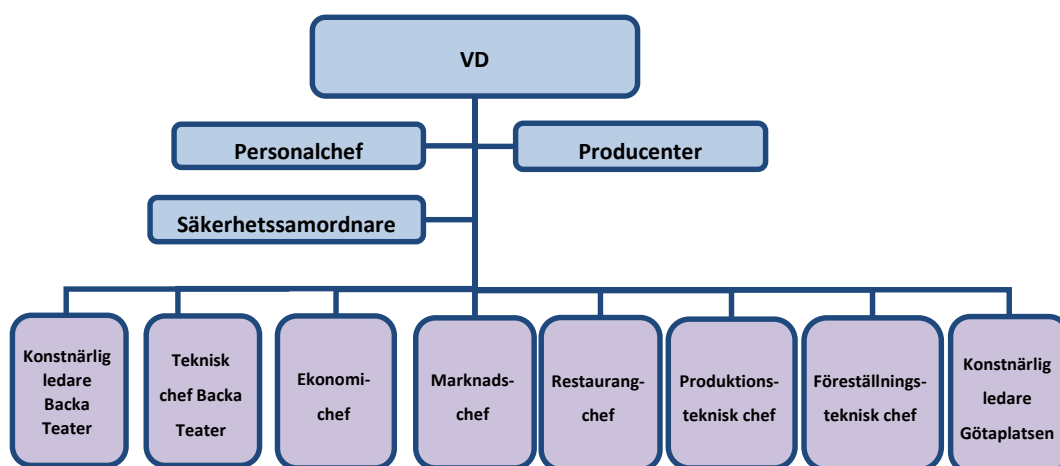 VD
Personalchef
Producenter
Säkerhetssamordnare
Konstnärlig
ledare
Backa
Teater
Teknisk
chef Backa
Teater
Ekonomi-
chef
Marknads-
chef
Restaurang-
chef
Produktions-
teknisk chef
Föreställnings-
teknisk chef
Konstnärlig
ledare
Götaplatsen